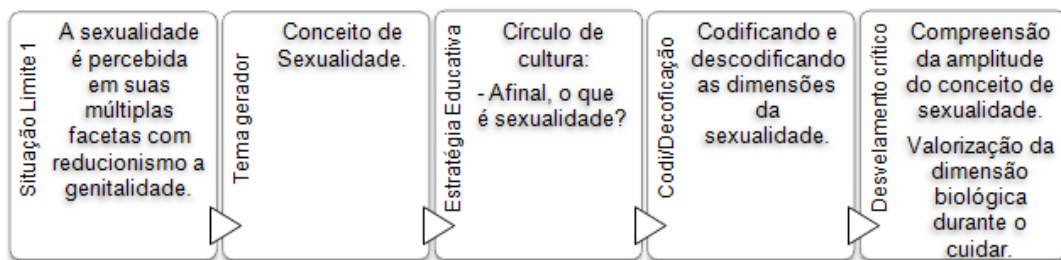 Situação Limite 1
A sexualidade
é percebida
em suas
múltiplas
facetas com
reducionismo a
genitalidade.
Tema gerador
Conceito de
Sexualidade.
Estratégia Educativa
Círculo de
cultura:
- Afinal, o que
é sexualidade?
Codi/Decoficação
Codificando e
descodificando
as dimensões
da
sexualidade.
Desvelamento crítico
Compreensão
da amplitude
do conceito de
sexualidade.
Valorização da
dimensão
biológica
durante o
cuidar.